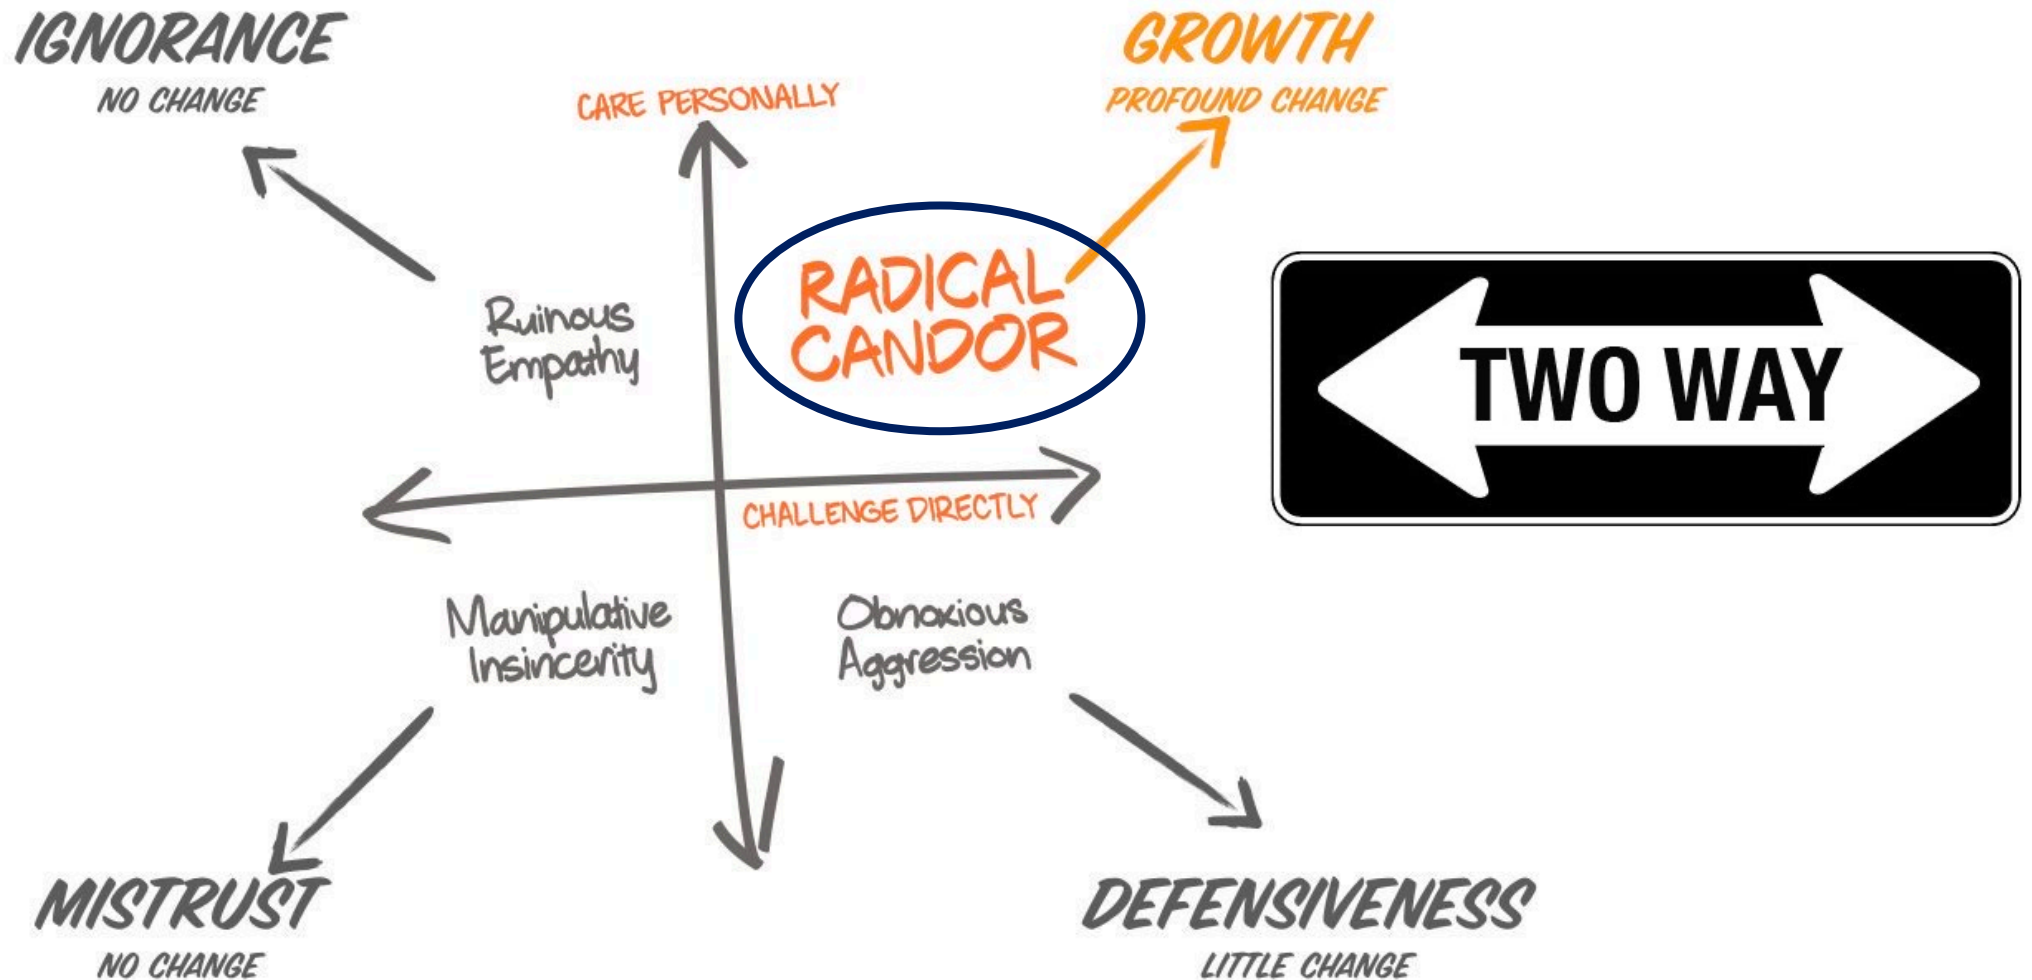 IGNORANCE
NO CHANGE
GROWTH
PROFOUND CHANGE
CARE PERSONALLY
Ruinous
Empathy
RADICAL
CANDOR
TWO WAY
CHALLENGE DIRECTLY
Manipulative
Insincerity
Obnoxious
Aggression
MISTRUST
NO CHANGE
DEFENSIVENESS
LITTLE CHANGE